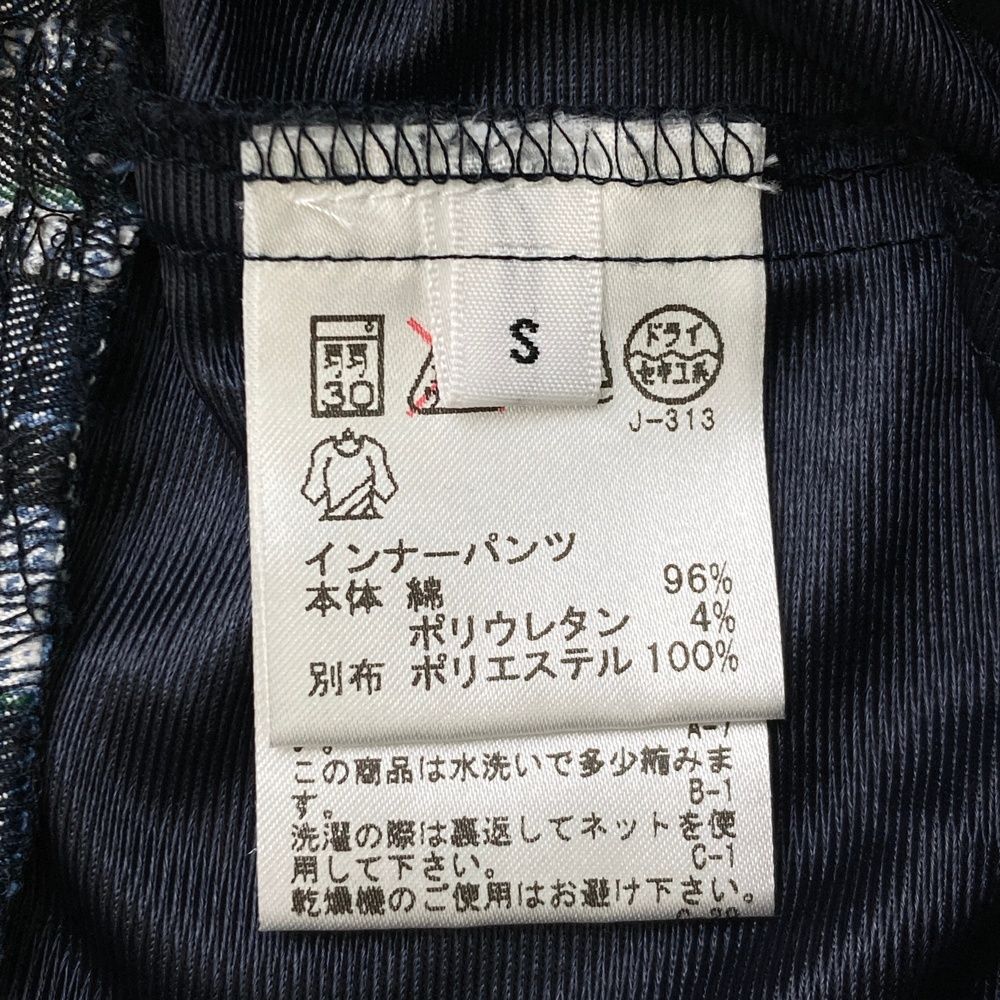 S
弱
30
ドライ
セキユ系
J-313
インナーパンツ
本体 綿 96%
ポリウレタン 4%
別布 ポリエステル 100%
A-7
す。
この商品は水洗いで多少縮みま
す。 B-1
洗濯の際は裏返してネットを使
用して下さい。 C-1
乾燥機のご使用はお避け下さい。